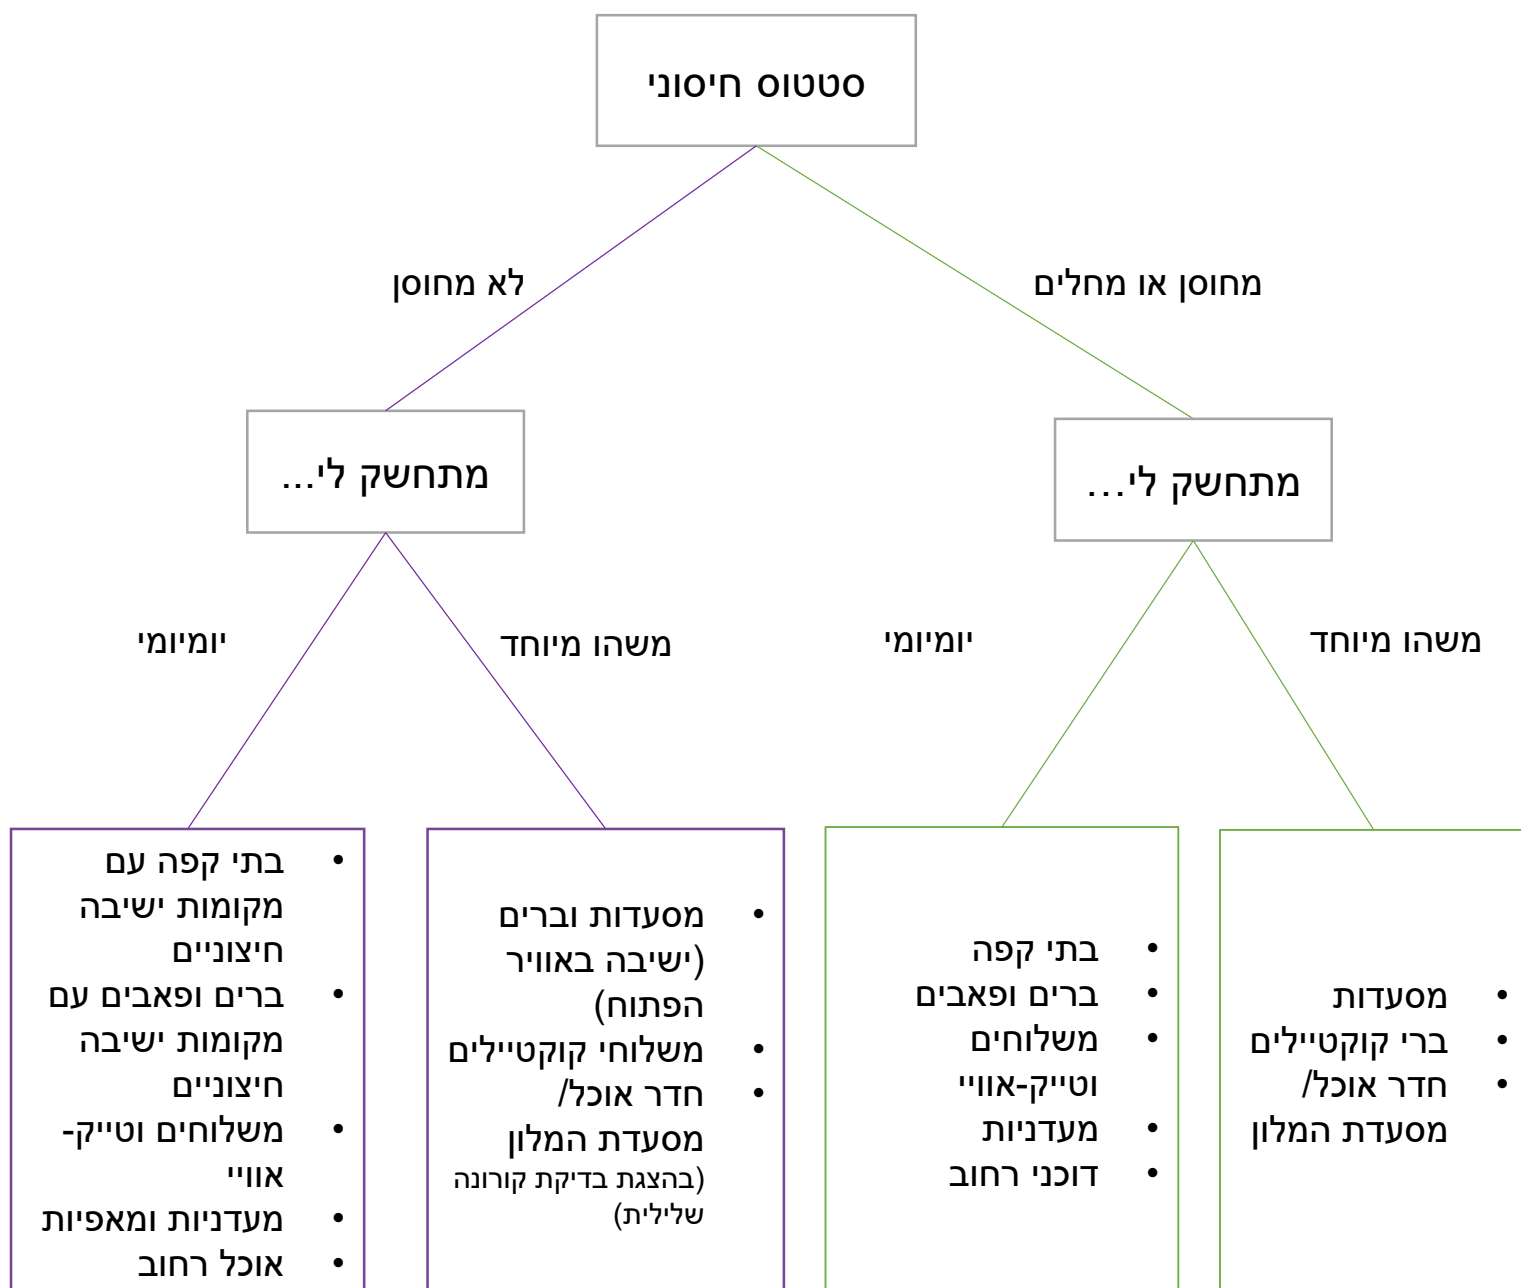 סטטוס חיסוני
מחוסן או מחלים
לא מחוסן
מתחשק לי...
מתחשק לי...
משהו מיוחד
יומיומי
משהו מיוחד
יומיומי
• מסעדות
• ברי קוקטיילים
• חדר אוכל/
מסעדת המלון
• בתי קפה
• ברים ופאבים
• משלוחים
וטייק-אוויי
• מעדניות
• דוכני רחוב
• מסעדות וברים
(ישיבה באוויר
הפתוח)
• משלוחי קוקטיילים
• חדר אוכל/
מסעדת המלון
(בהצגת בדיקת קורונה
שלילית)
• בתי קפה עם
מקומות ישיבה
חיצוניים
• ברים ופאבים עם
מקומות ישיבה
חיצוניים
• משלוחים וטייק-
אוויי
• מעדניות ומאפיות
• אוכל רחוב